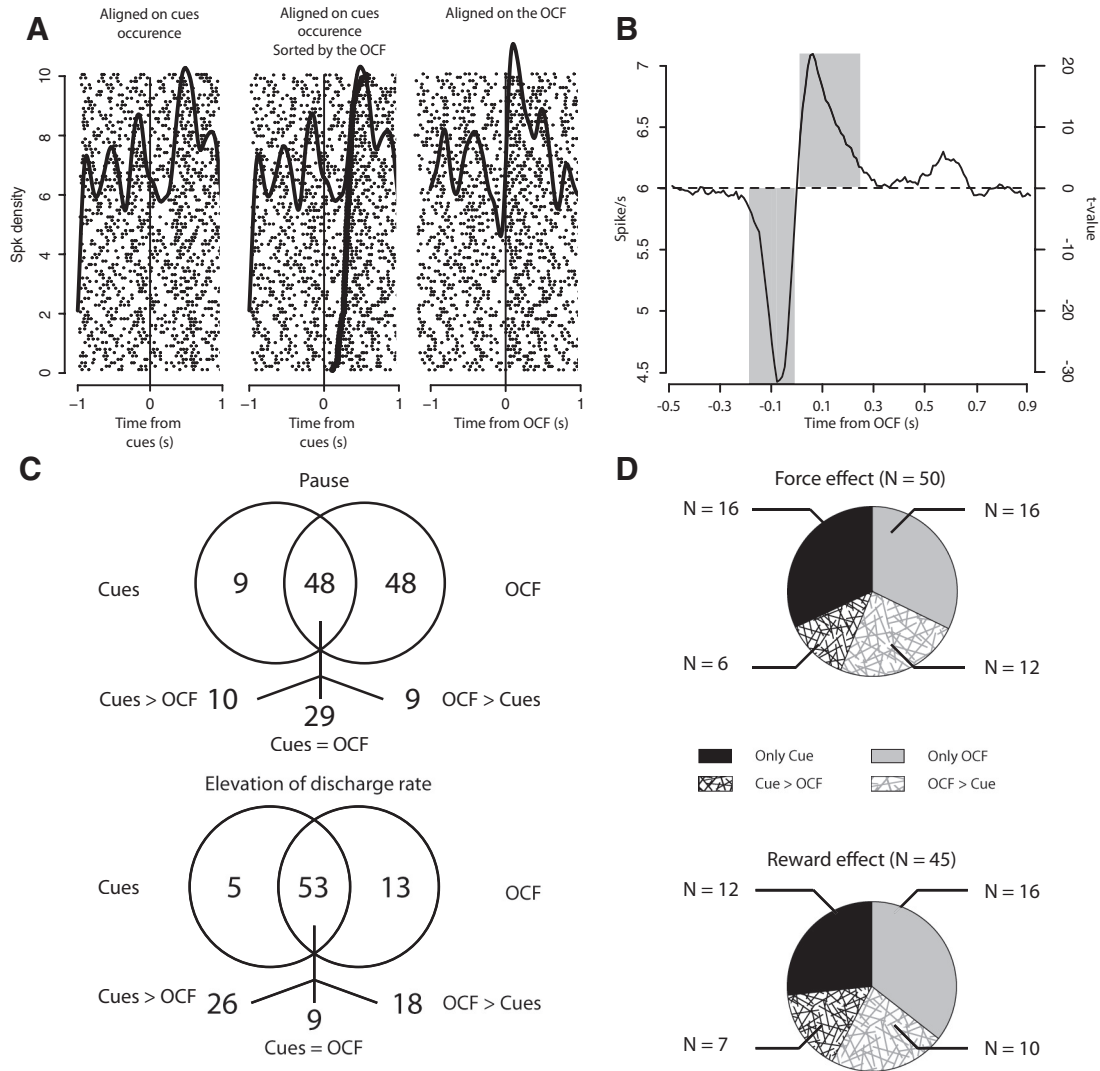 A
Aligned on cues
occurence
Aligned on cues
occurence
Sorted by the OCF
Aligned on the OCF
Spk density
10
8
6
4
2
0
−1 0 1
Time from
cues (s)
−1 0 1
Time from
cues (s)
−1 0 1
Time from OCF (s)
B
Spike/s
7
6.5
6
5.5
5
4.5
20
10
0
-10
-20
-30
t-value
-0.5 -0.3 -0.1 0.1 0.3 0.5 0.7 0.9
Time from OCF (s)
C
Pause
Cues 9 48 48 OCF
Cues > OCF 10 9 OCF > Cues
29
Cues = OCF
Elevation of discharge rate
Cues 5 53 13 OCF
Cues > OCF 26 18 OCF > Cues
9
Cues = OCF
D
Force effect (N = 50)
N = 16 N = 16
N = 6 N = 12
Only Cue Only OCF
Cue > OCF OCF > Cue
Reward effect (N = 45)
N = 12 N = 16
N = 7 N = 10